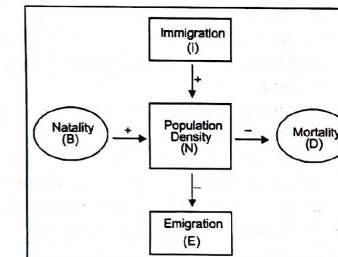 Immigration
(I)
+
Natality
(B)
+
Population
Density
(N)
−
Mortality
(D)
−
Emigration
(E)